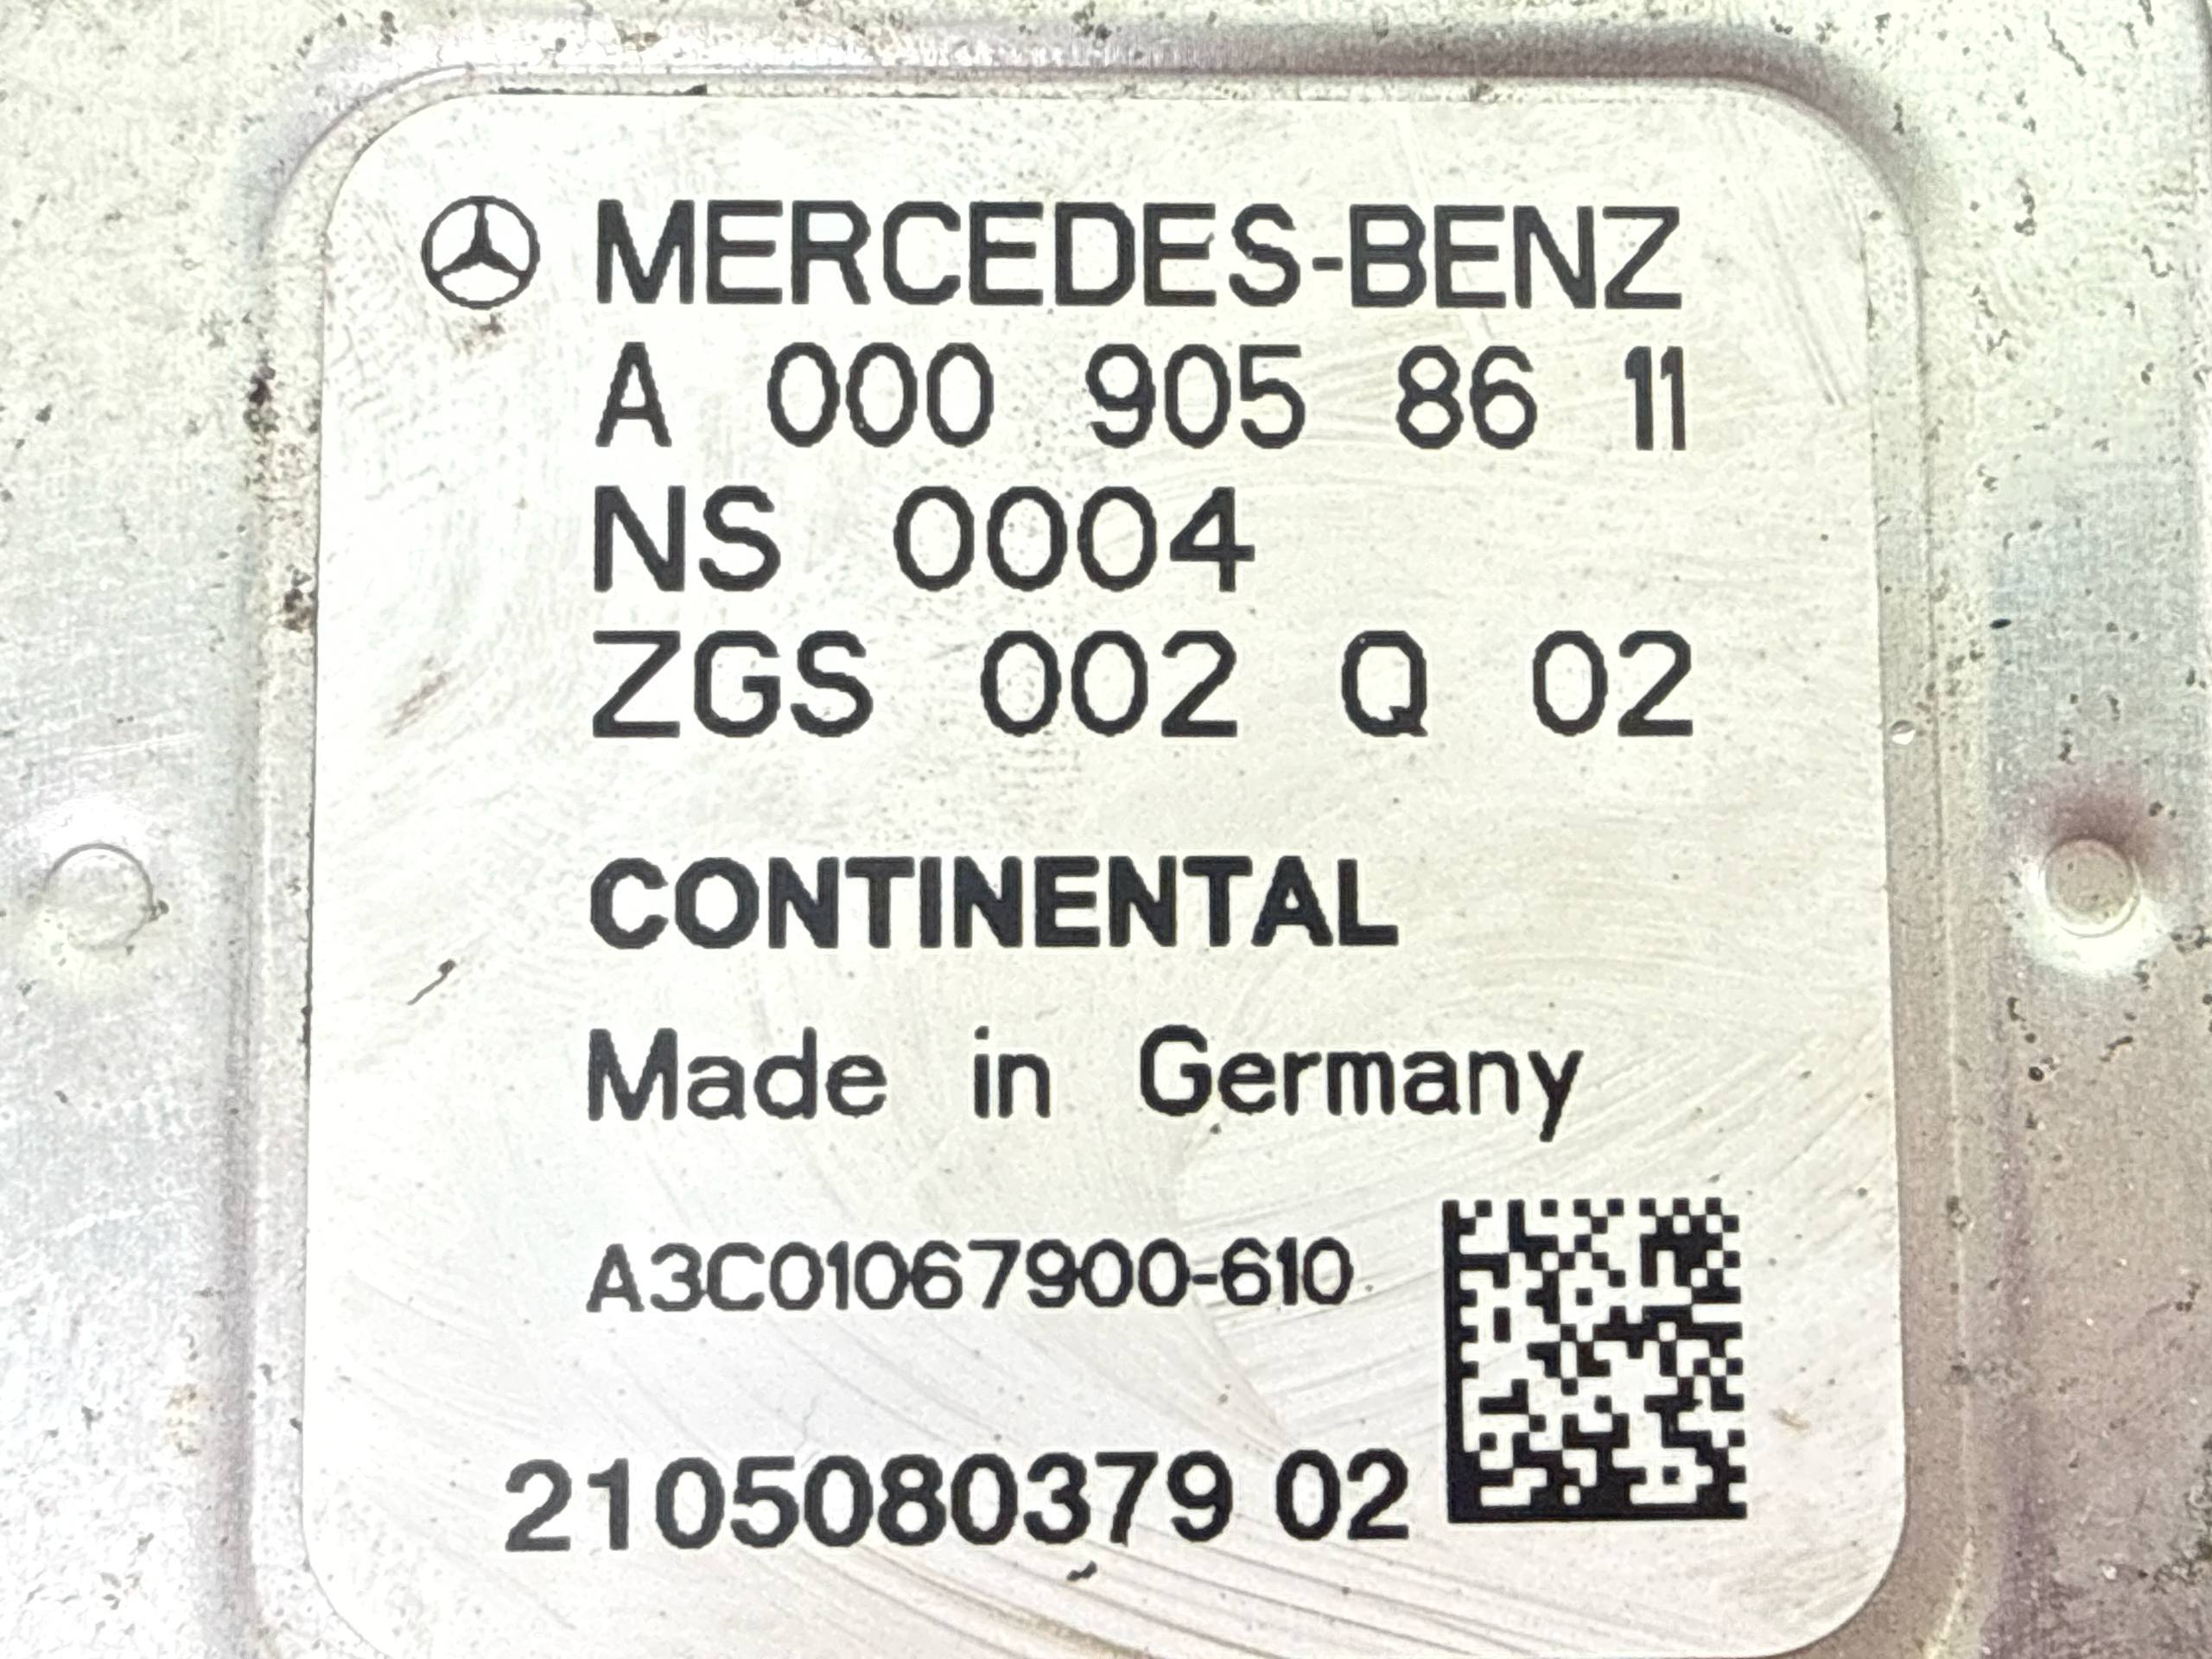 MERCEDES-BENZ
A 000 905 86 11
NS 0004
ZGS 002 Q 02
CONTINENTAL
Made in Germany
A3C01067900-610
2105080379 02